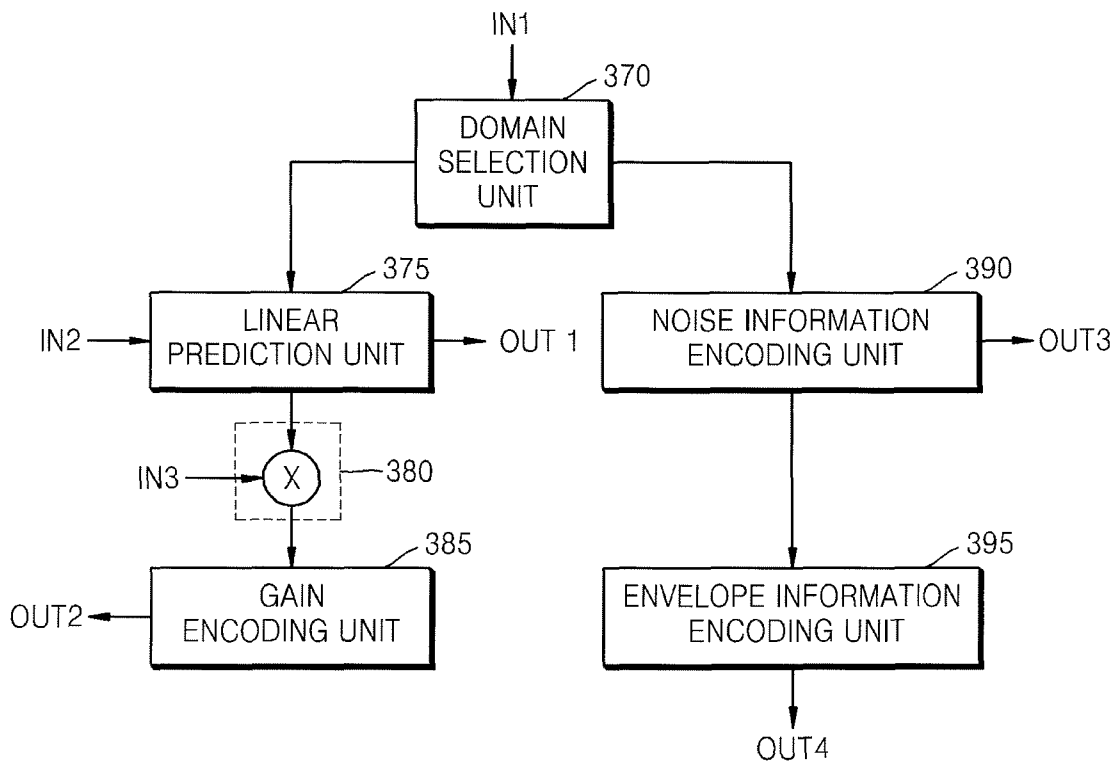 IN1
370
DOMAIN
SELECTION
UNIT
375
390
IN2
LINEAR
PREDICTION UNIT
OUT 1
NOISE INFORMATION
ENCODING UNIT
OUT3
IN3
X
380
385
395
OUT2
GAIN
ENCODING UNIT
ENVELOPE INFORMATION
ENCODING UNIT
OUT4